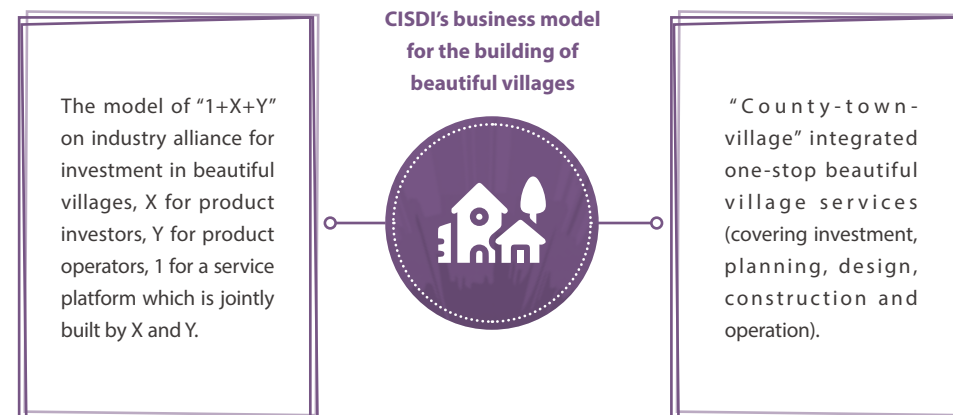 CISDI's business model
for the building of
beautiful villages
The model of "1+X+Y"
on industry alliance for
investment in beautiful
villages, X for product
investors, Y for product
operators, 1 for a service
platform which is jointly
built by X and Y.
"County-town-
village" integrated
one-stop beautiful
village services
(covering investment,
planning, design,
construction and
operation).